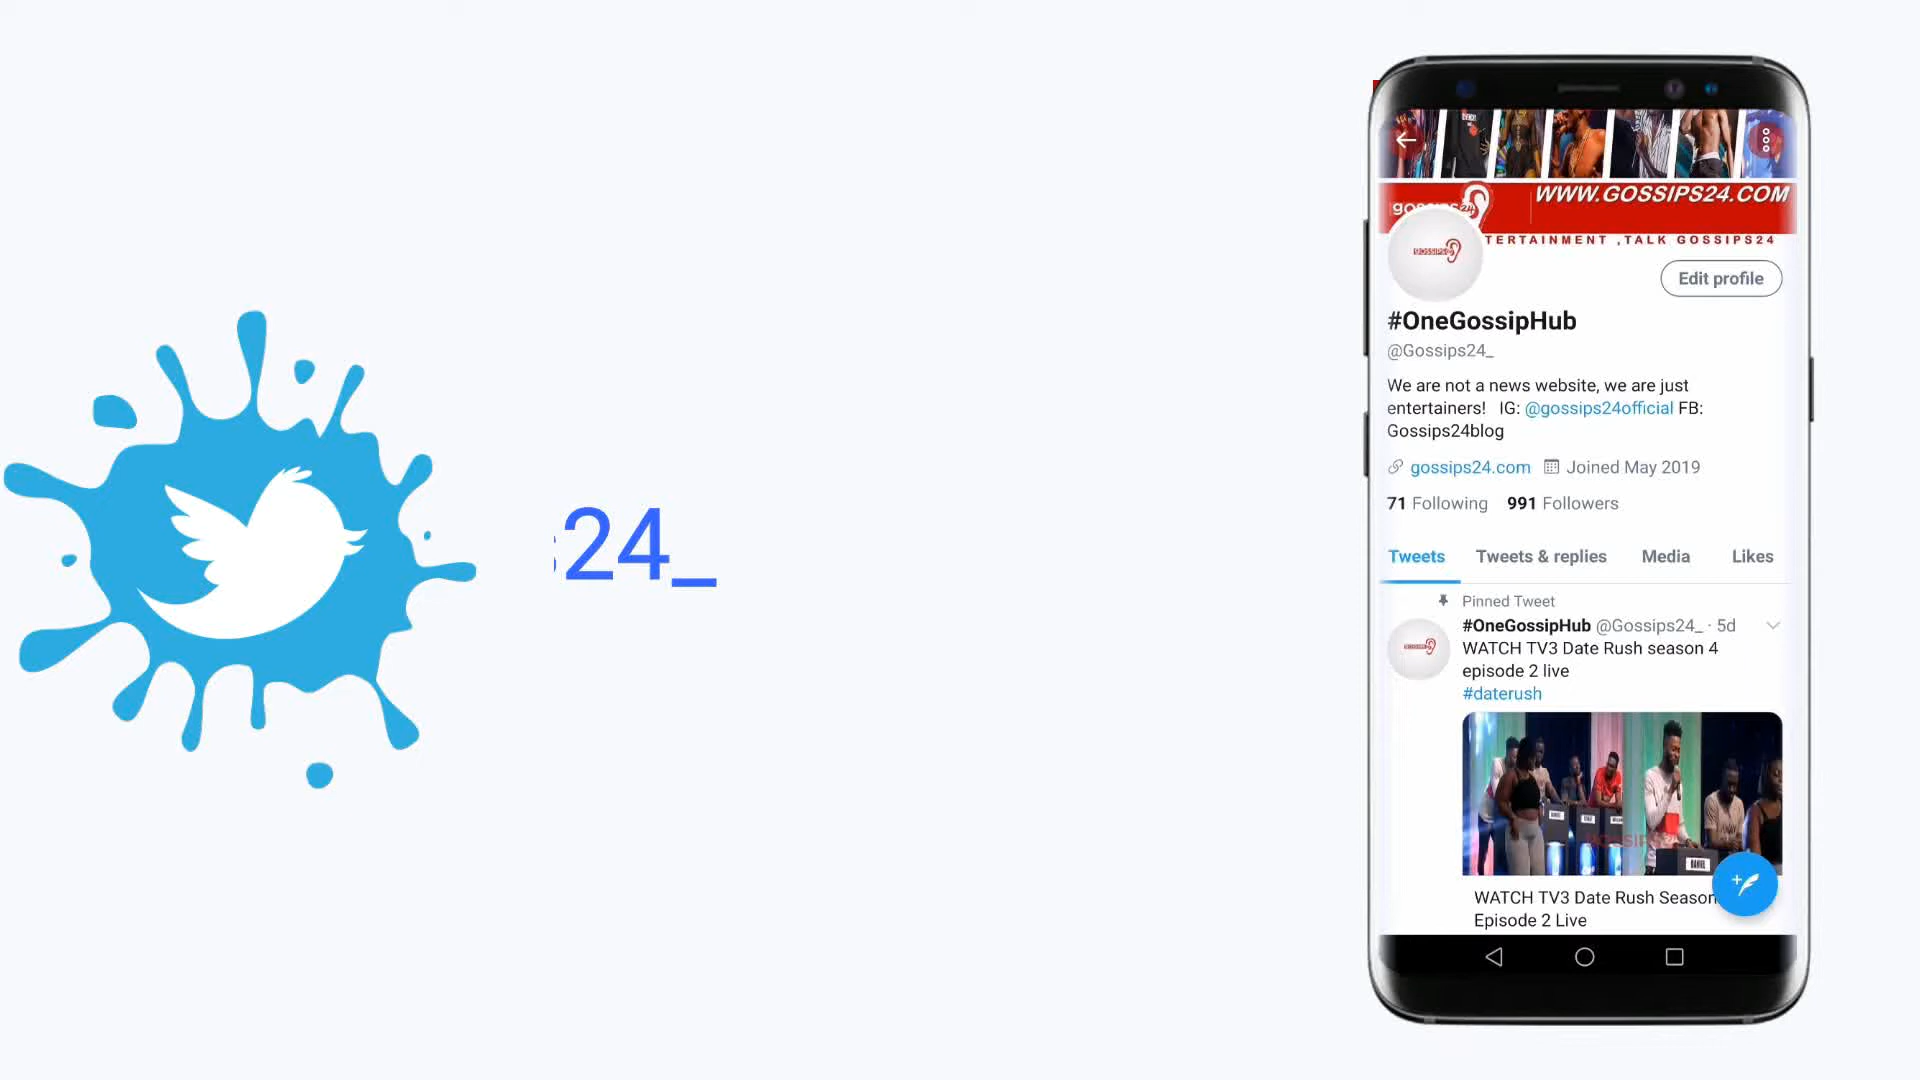 s24_
WWW.GOSSIPS24.COM
TERTAINMENT ,TALK GOSSIPS24
GOSSIPS24
Edit profile
#OneGossipHub
@Gossips24_
We are not a news website, we are just
entertainers! IG: @gossips24official FB:
Gossips24blog
gossips24.com Joined May 2019
71 Following 991 Followers
Tweets Tweets & replies Media Likes
Pinned Tweet
#OneGossipHub @Gossips24_ · 5d
WATCH TV3 Date Rush season 4
episode 2 live
#daterush
WATCH TV3 Date Rush Season
Episode 2 Live